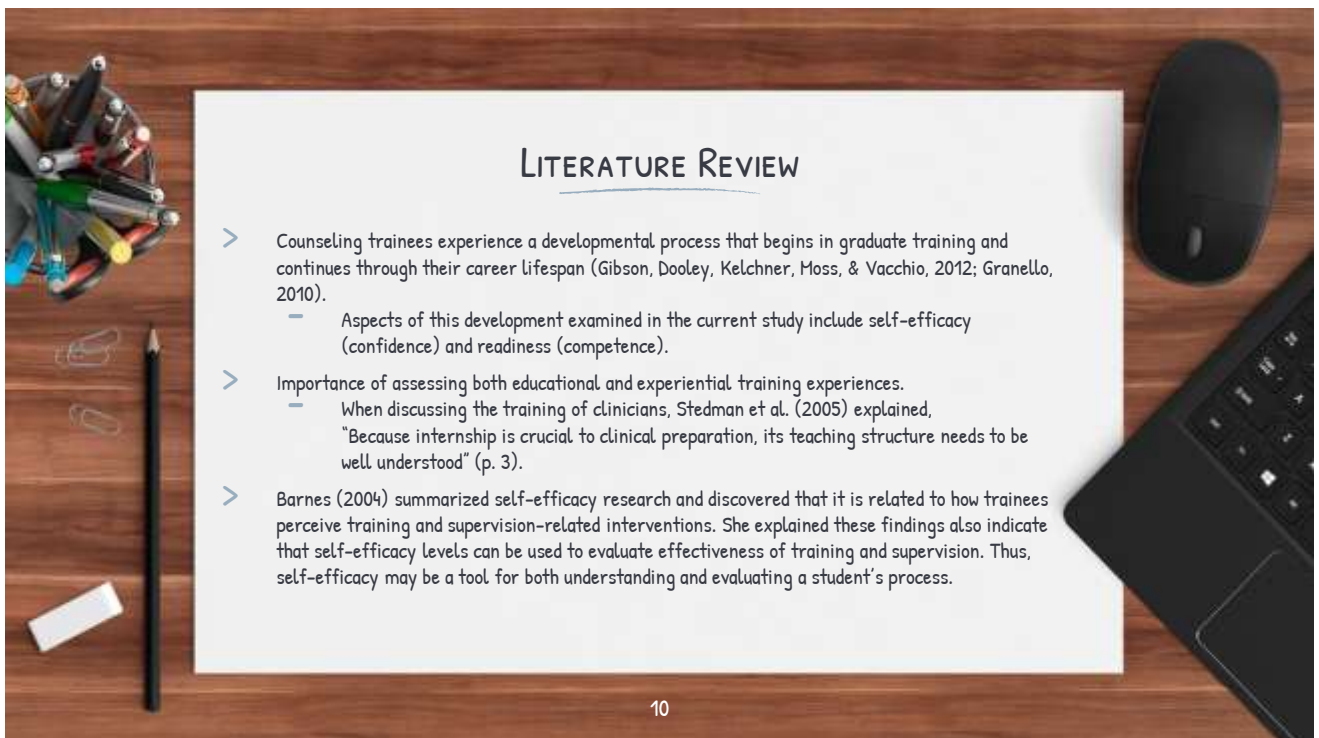 Literature Review
> Counseling trainees experience a developmental process that begins in graduate training and
continues through their career lifespan (Gibson, Dooley, Kelchner, Moss, & Vacchio, 2012; Granello,
2010).
– Aspects of this development examined in the current study include self-efficacy
(confidence) and readiness (competence).
> Importance of assessing both educational and experiential training experiences.
– When discussing the training of clinicians, Stedman et al. (2005) explained,
“Because internship is crucial to clinical preparation, its teaching structure needs to be
well understood” (p. 3).
> Barnes (2004) summarized self-efficacy research and discovered that it is related to how trainees
perceive training and supervision-related interventions. She explained these findings also indicate
that self-efficacy levels can be used to evaluate effectiveness of training and supervision. Thus,
self-efficacy may be a tool for both understanding and evaluating a student’s process.
10